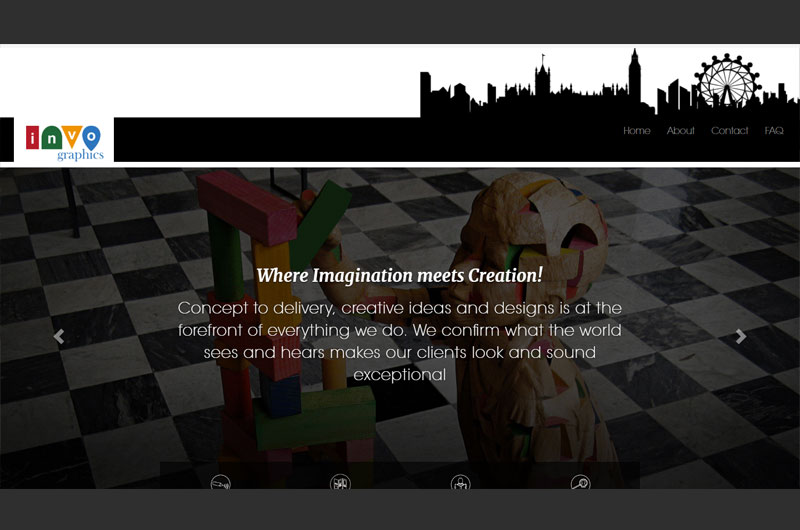 Home About Contact FAQ
invo
graphics
Where Imagination meets Creation!
Concept to delivery, creative ideas and designs is at the
forefront of everything we do. We confirm what the world
sees and hears makes our clients look and sound
exceptional